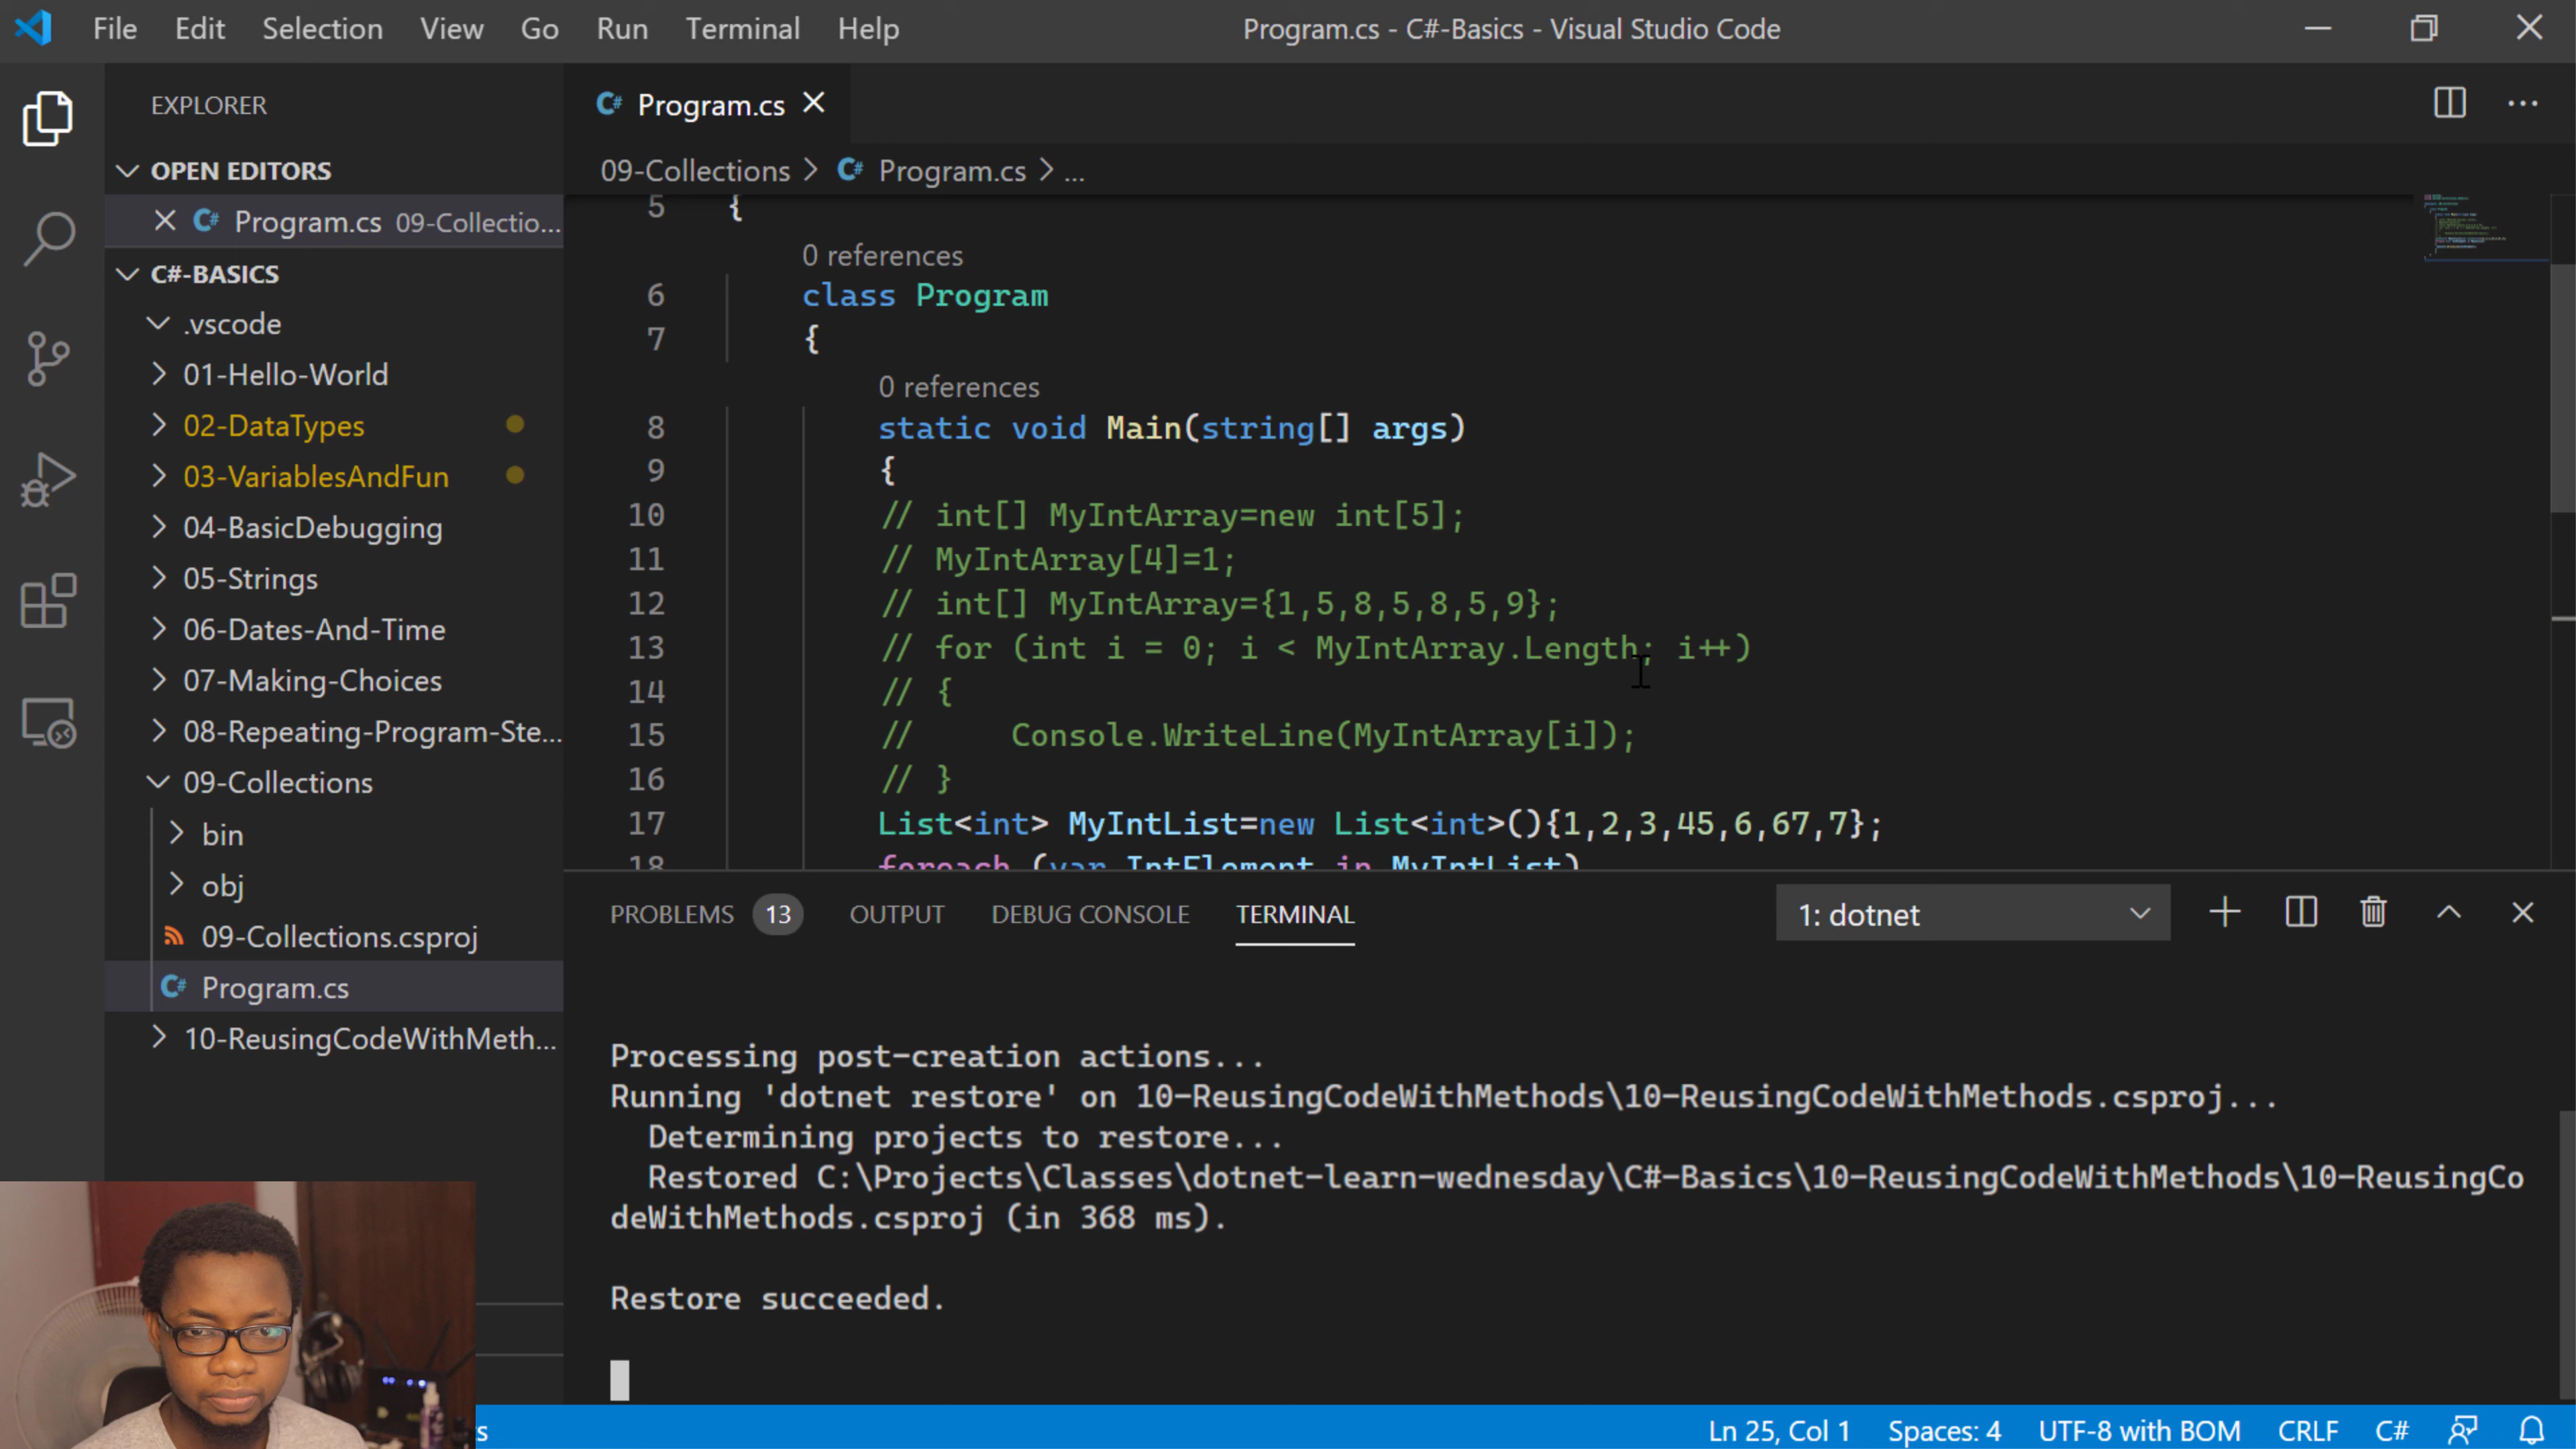 File Edit Selection View Go Run Terminal Help Program.cs - C#-Basics - Visual Studio Code
EXPLORER
OPEN EDITORS
Program.cs 09-Collectio...
C#-BASICS
.vscode
01-Hello-World
02-DataTypes
03-VariablesAndFun
04-BasicDebugging
05-Strings
06-Dates-And-Time
07-Making-Choices
08-Repeating-Program-Ste...
09-Collections
bin
obj
09-Collections.csproj
Program.cs
10-ReusingCodeWithMeth...
Program.cs
09-Collections > Program.cs > ...
5 {
0 references
6 class Program
7 {
0 references
8 static void Main(string[] args)
9 {
10 // int[] MyIntArray=new int[5];
11 // MyIntArray[4]=1;
12 // int[] MyIntArray={1,5,8,5,8,5,9};
13 // for (int i = 0; i < MyIntArray.Length; i++)
14 // {
15 //     Console.WriteLine(MyIntArray[i]);
16 // }
17 List<int> MyIntList=new List<int>(){1,2,3,45,6,67,7};
18 foreach (var IntElement in MyIntList)
PROBLEMS 13 OUTPUT DEBUG CONSOLE TERMINAL 1: dotnet
Processing post-creation actions...
Running 'dotnet restore' on 10-ReusingCodeWithMethods\10-ReusingCodeWithMethods.csproj...
Determining projects to restore...
Restored C:\Projects\Classes\dotnet-learn-wednesday\C#-Basics\10-ReusingCodeWithMethods\10-ReusingCo
deWithMethods.csproj (in 368 ms).
Restore succeeded.
Ln 25, Col 1 Spaces: 4 UTF-8 with BOM CRLF C#